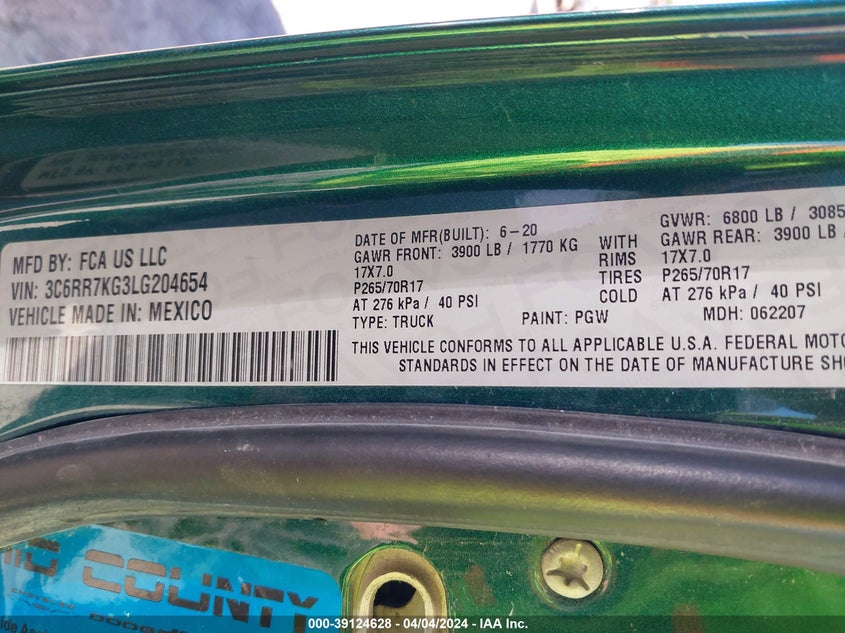 MFD BY: FCA US LLC
VIN: 3C6RR7KG3LG204654
VEHICLE MADE IN: MEXICO
DATE OF MFR(BUILT): 6-20
GAWR FRONT: 3900 LB / 1770 KG
17X7.0
P265/70R17
AT 276 kPa / 40 PSI
TYPE: TRUCK PAINT: PGW
WITH
RIMS
TIRES
COLD
GVWR: 6800 LB / 3085
GAWR REAR: 3900 LB /
17X7.0
P265/70R17
AT 276 kPa / 40 PSI
MDH: 062207
THIS VEHICLE CONFORMS TO ALL APPLICABLE U.S.A. FEDERAL MOTO
STANDARDS IN EFFECT ON THE DATE OF MANUFACTURE SHO
COUNTY
000-39124628 - 04/04/2024 - IAA Inc.